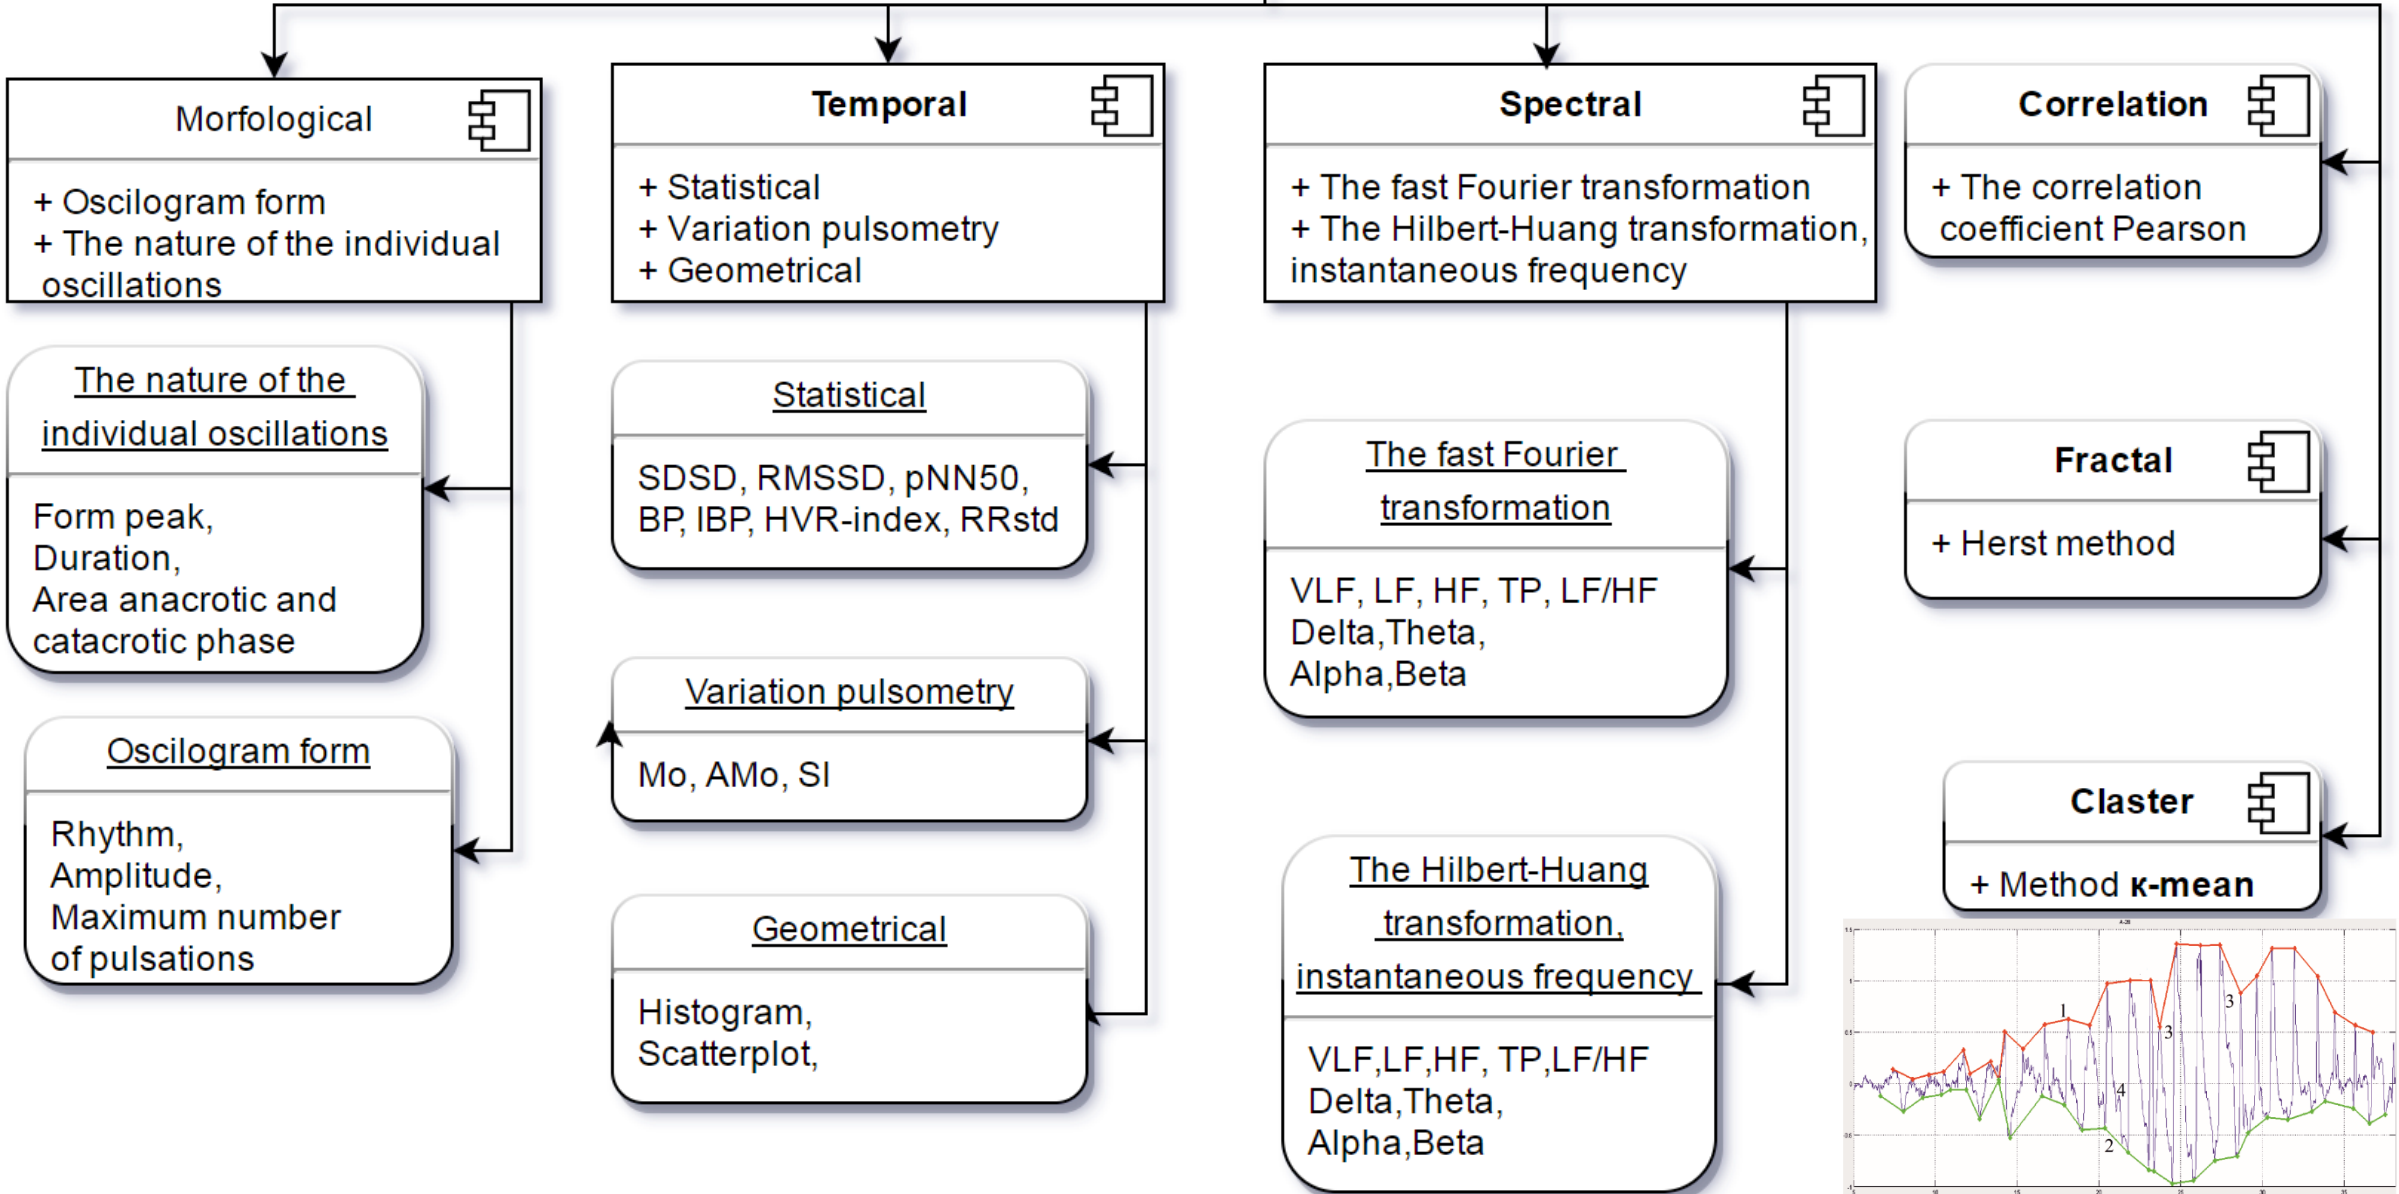 Morfological
+ Oscilogram form
+ The nature of the individual
oscillations
The nature of the
individual oscillations
Form peak,
Duration,
Area anacrotic and
catacrotic phase
Oscilogram form
Rhythm,
Amplitude,
Maximum number
of pulsations
Temporal
+ Statistical
+ Variation pulsometry
+ Geometrical
Statistical
SDSD, RMSSD, pNN50,
BP, IBP, HVR-index, RRstd
Variation pulsometry
Mo, AMo, SI
Geometrical
Histogram,
Scatterplot,
Spectral
+ The fast Fourier transformation
+ The Hilbert-Huang transformation,
instantaneous frequency
The fast Fourier
transformation
VLF, LF, HF, TP, LF/HF
Delta,Theta,
Alpha,Beta
The Hilbert-Huang
transformation,
instantaneous frequency
VLF,LF,HF, TP,LF/HF
Delta,Theta,
Alpha,Beta
Correlation
+ The correlation
coefficient Pearson
Fractal
+ Herst method
Claster
+ Method к-mean
1
3
3
4
2